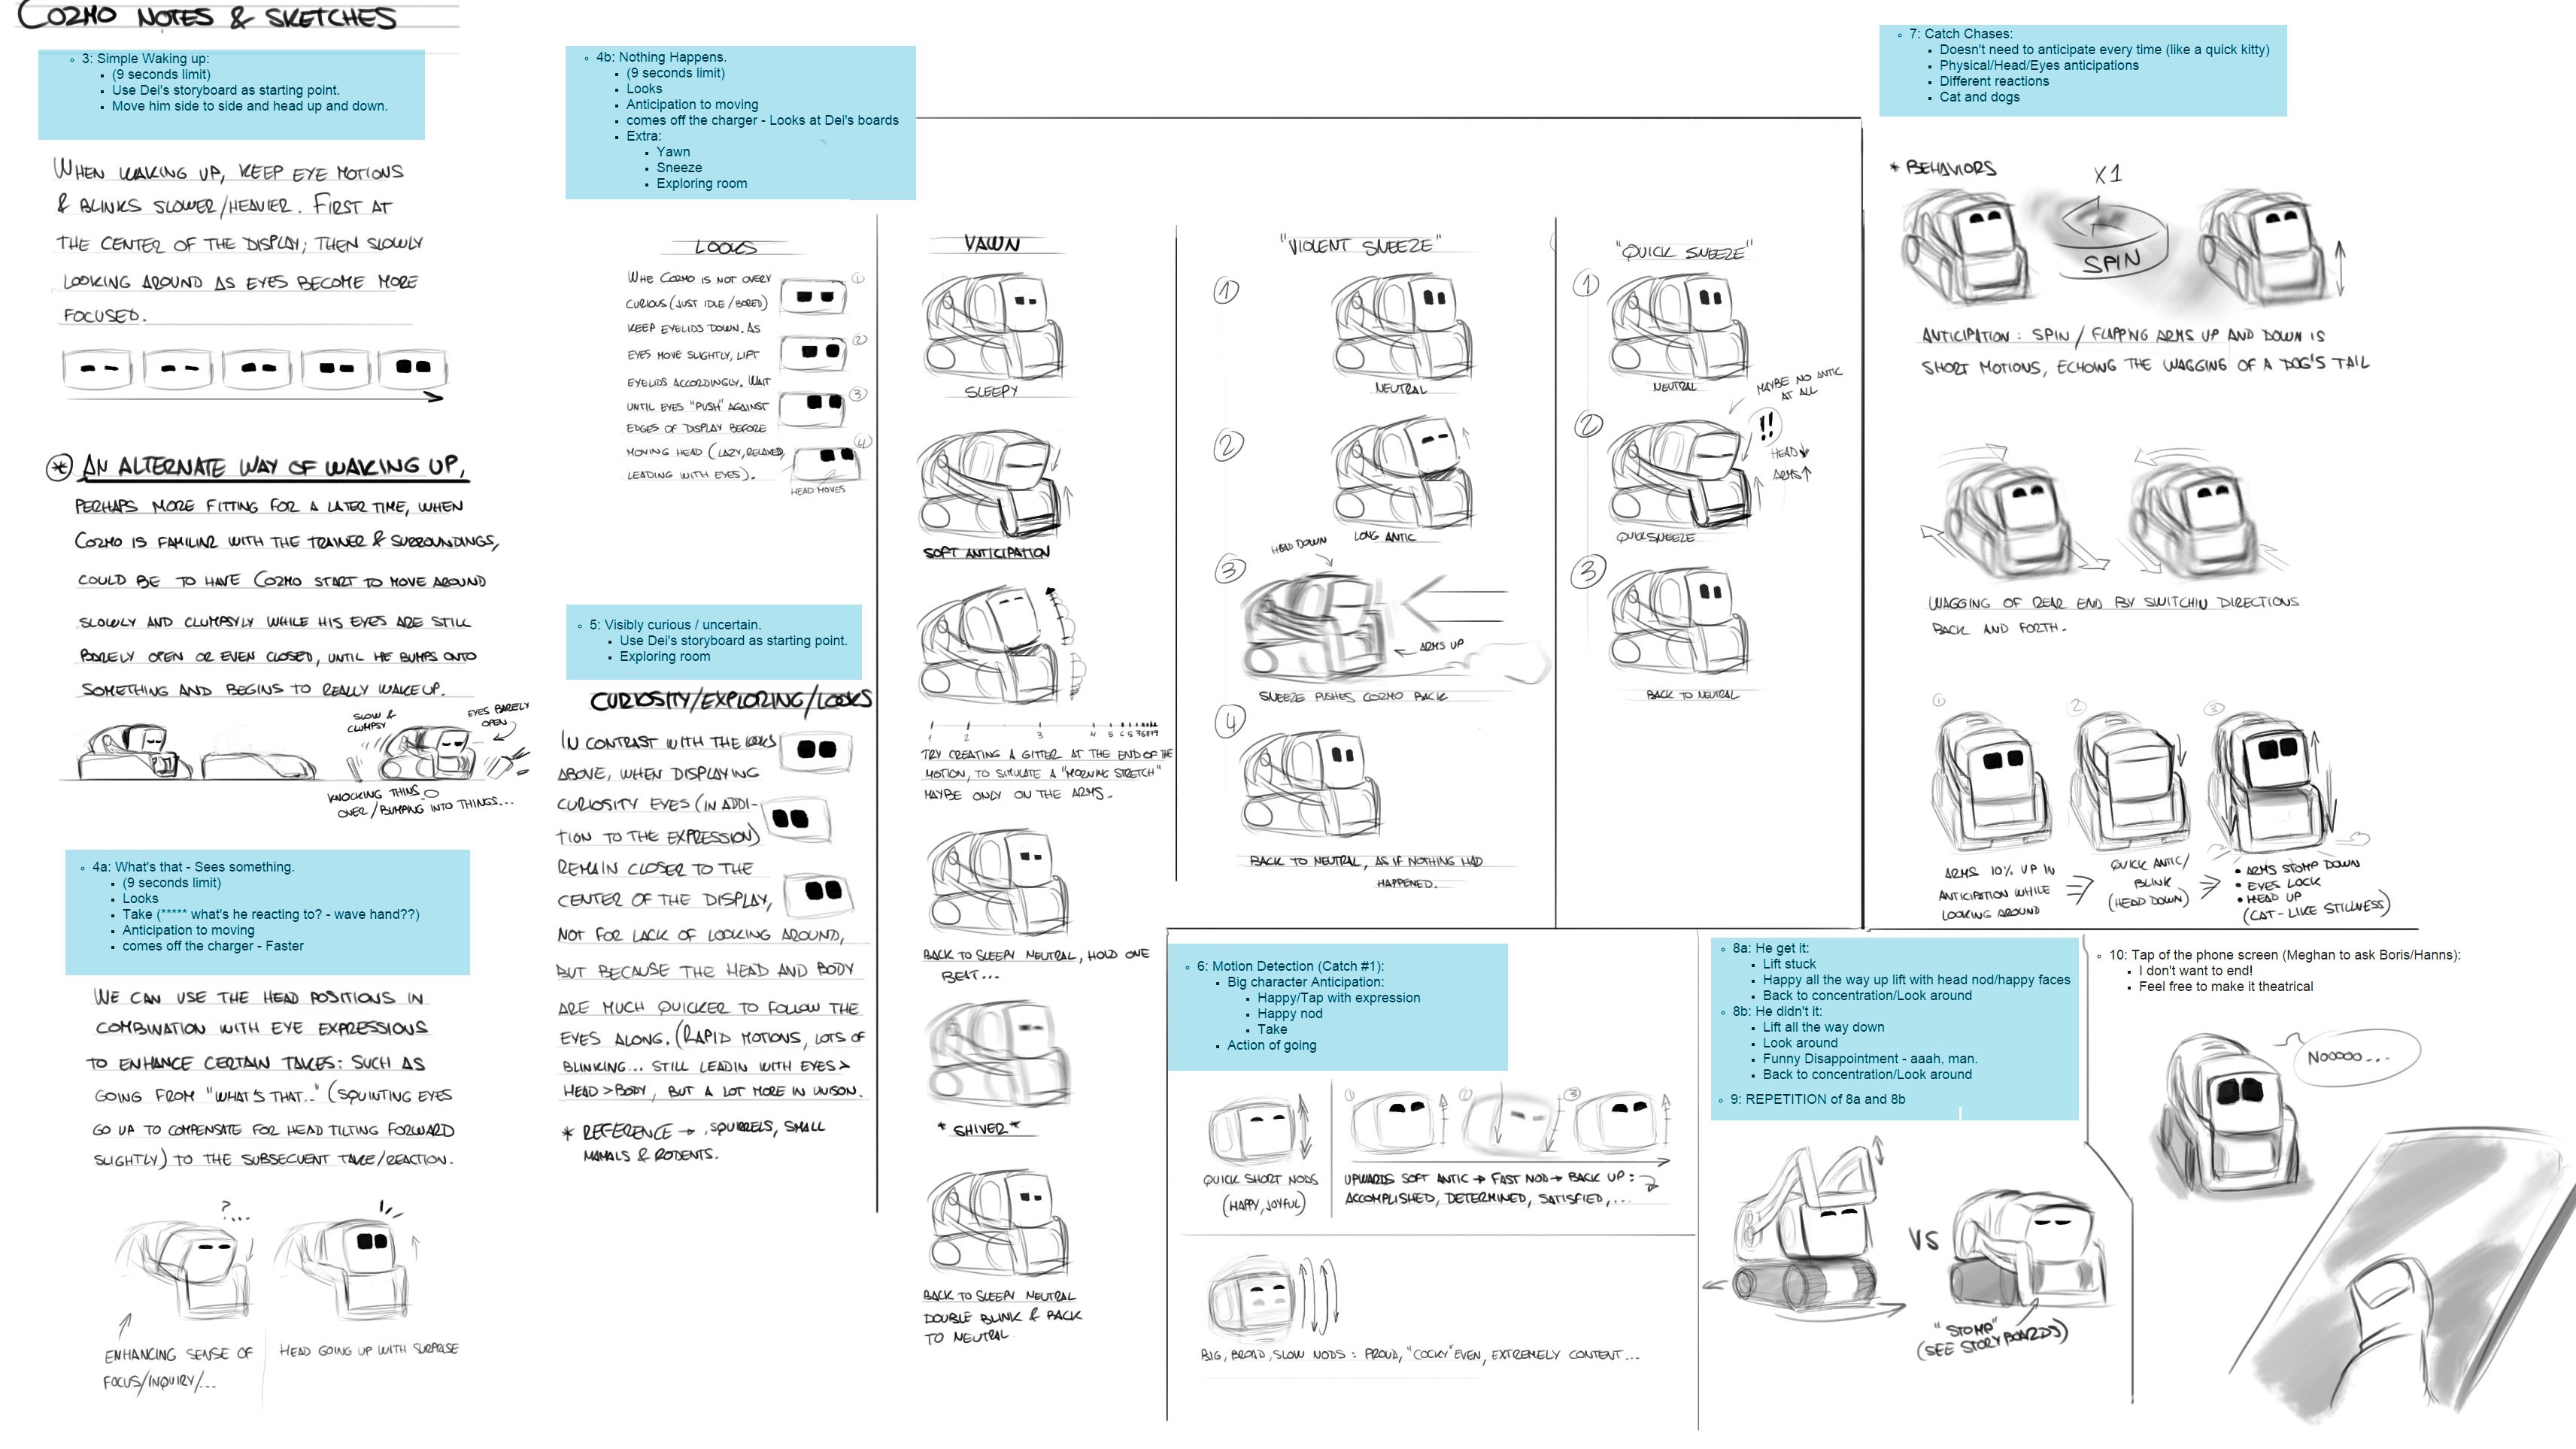 COZMO NOTES & SKETCHES
3: Simple Waking up:
(9 seconds limit)
Use Dei's storyboard as starting point.
Move him side to side and head up and down.
WHEN WAKING UP, KEEP EYE MOTIONS
& BLINKS SLOWER/HEAVIER. FIRST AT
THE CENTER OF THE DISPLAY; THEN SLOWLY
LOOKING AROUND AS EYES BECOME MORE
FOCUSED.
* AN ALTERNATE WAY OF WAKING UP,
PERHAPS MORE FITTING FOR A LATER TIME, WHEN
COZMO IS FAMILIAR WITH THE TRAINER & SURROUNDINGS,
COULD BE TO HAVE COZMO START TO MOVE AROUND
SLOWLY AND CLUMPSYLY WHILE HIS EYES ARE STILL
BARELY OPEN OR EVEN CLOSED, UNTIL HE BUMPS ONTO
SOMETHING AND BEGINS TO REALLY WAKE UP.
SLOW &
CLUMPSY
EYES BARELY
OPEN
KNOCKING THINGS
OVER/BUMPING INTO THINGS...
4a: What's that - Sees something.
(9 seconds limit)
Looks
Take (***** what's he reacting to? - wave hand??)
Anticipation to moving
comes off the charger - Faster
WE CAN USE THE HEAD POSITIONS IN
COMBINATION WITH EYE EXPRESSIONS
TO ENHANCE CERTAIN TAKES: SUCH AS
GOING FROM "WHAT'S THAT.." (SQUINTING EYES
GO UP TO COMPENSATE FOR HEAD TILTING FORWARD
SLIGHTLY) TO THE SUBSECUENT TAKE/REACTION.
?...
ENHANCING SENSE OF
FOCUS/INQUIRY/...
HEAD GOING UP WITH SURPRISE
4b: Nothing Happens.
(9 seconds limit)
Looks
Anticipation to moving
comes off the charger - Looks at Dei's boards
Extra:
Yawn
Sneeze
Exploring room
LOOKS
WHE COZMO IS NOT OVERY
CURIOUS (JUST IDLE/BORED)
KEEP EYELIDS DOWN. AS
EYES MOVE SLIGHTLY, LIFT
EYELIDS ACCORDINGLY. WAIT
UNTIL EYES "PUSH" AGAINST
EDGES OF DISPLAY BEFORE
MOVING HEAD (LAZY, RELAXED,
LEADING WITH EYES).
1
2
3
4
HEAD MOVES
5: Visibly curious / uncertain.
Use Dei's storyboard as starting point.
Exploring room
CURIOSITY/EXPLORING/LOOKS
IN CONTRAST WITH THE LOOKS
ABOVE, WHEN DISPLAYING
CURIOSITY EYES (IN ADDI-
TION TO THE EXPRESSION)
REMAIN CLOSER TO THE
CENTER OF THE DISPLAY,
NOT FOR LACK OF LOOKING AROUND,
BUT BECAUSE THE HEAD AND BODY
ARE MUCH QUICKER TO FOLLOW THE
EYES ALONG. (RAPID MOTIONS, LOTS OF
BLINKING... STILL LEADIN WITH EYES >
HEAD > BODY, BUT A LOT MORE IN UNISON.
* REFERENCE → SQUIRRELS, SMALL
MAMALS & RODENTS.
YAWN
SLEEPY
SOFT ANTICIPATION
1 2 3 4 5
TRY CREATING A GITTER AT THE END OF THE
MOTION, TO SIMULATE A "MORNING STRETCH"
MAYBE ONLY ON THE ARMS.
BACK TO SLEEPY NEUTRAL, HOLD ONE
BEAT...
*SHIVER*
BACK TO SLEEPY NEUTRAL
DOUBLE BLINK & BACK
TO NEUTRAL
"VIOLENT SNEEZE"
1
NEUTRAL
2
LONG ANTIC
3
HEAD DOWN
ARMS UP
SNEEZE PUSHES COZMO BACK
4
BACK TO NEUTRAL, AS IF NOTHING HAD
HAPPENED.
"QUICK SNEEZE"
1
NEUTRAL
MAYBE NO ANTIC
AT ALL
2
!!
HEAD ↓
ARMS ↑
QUICK SNEEZE
3
BACK TO NEUTRAL
6: Motion Detection (Catch #1):
Big character Anticipation:
Happy/Tap with expression
Happy nod
Take
Action of going
QUICK SHORT NODS
(HAPPY, JOYFUL)
1
2
3
UPWARDS SOFT ANTIC → FAST NOD → BACK UP:
ACCOMPLISHED, DETERMINED, SATISFIED,...
BIG, BROAD, SLOW NODS: PROUD, "COCKY" EVEN, EXTREMELY CONTENT...
7: Catch Chases:
Doesn't need to anticipate every time (like a quick kitty)
Physical/Head/Eyes anticipations
Different reactions
Cat and dogs
* BEHAVIORS
X1
SPIN
ANTICIPATION: SPIN / FLAPPING ARMS UP AND DOWN IS
SHORT MOTIONS, ECHOING THE WAGGING OF A DOG'S TAIL
WAGGING OF REAR END BY SWITCHIN DIRECTIONS
BACK AND FORTH.
1
2
3
ARMS 10% UP IN
ANTICIPATION WHILE
LOOKING AROUND
QUICK ANTIC/
BLINK
(HEAD DOWN)
• ARMS STOMP DOWN
• EYES LOCK
• HEAD UP
(CAT-LIKE STILLNESS)
8a: He get it:
Lift stuck
Happy all the way up lift with head nod/happy faces
Back to concentration/Look around
8b: He didn't it:
Lift all the way down
Look around
Funny Disappointment - aaah, man.
Back to concentration/Look around
9: REPETITION of 8a and 8b
VS
"STOMP"
(SEE STORYBOARDS)
10: Tap of the phone screen (Meghan to ask Boris/Hanns):
I don't want to end!
Feel free to make it theatrical
NOOOOO...